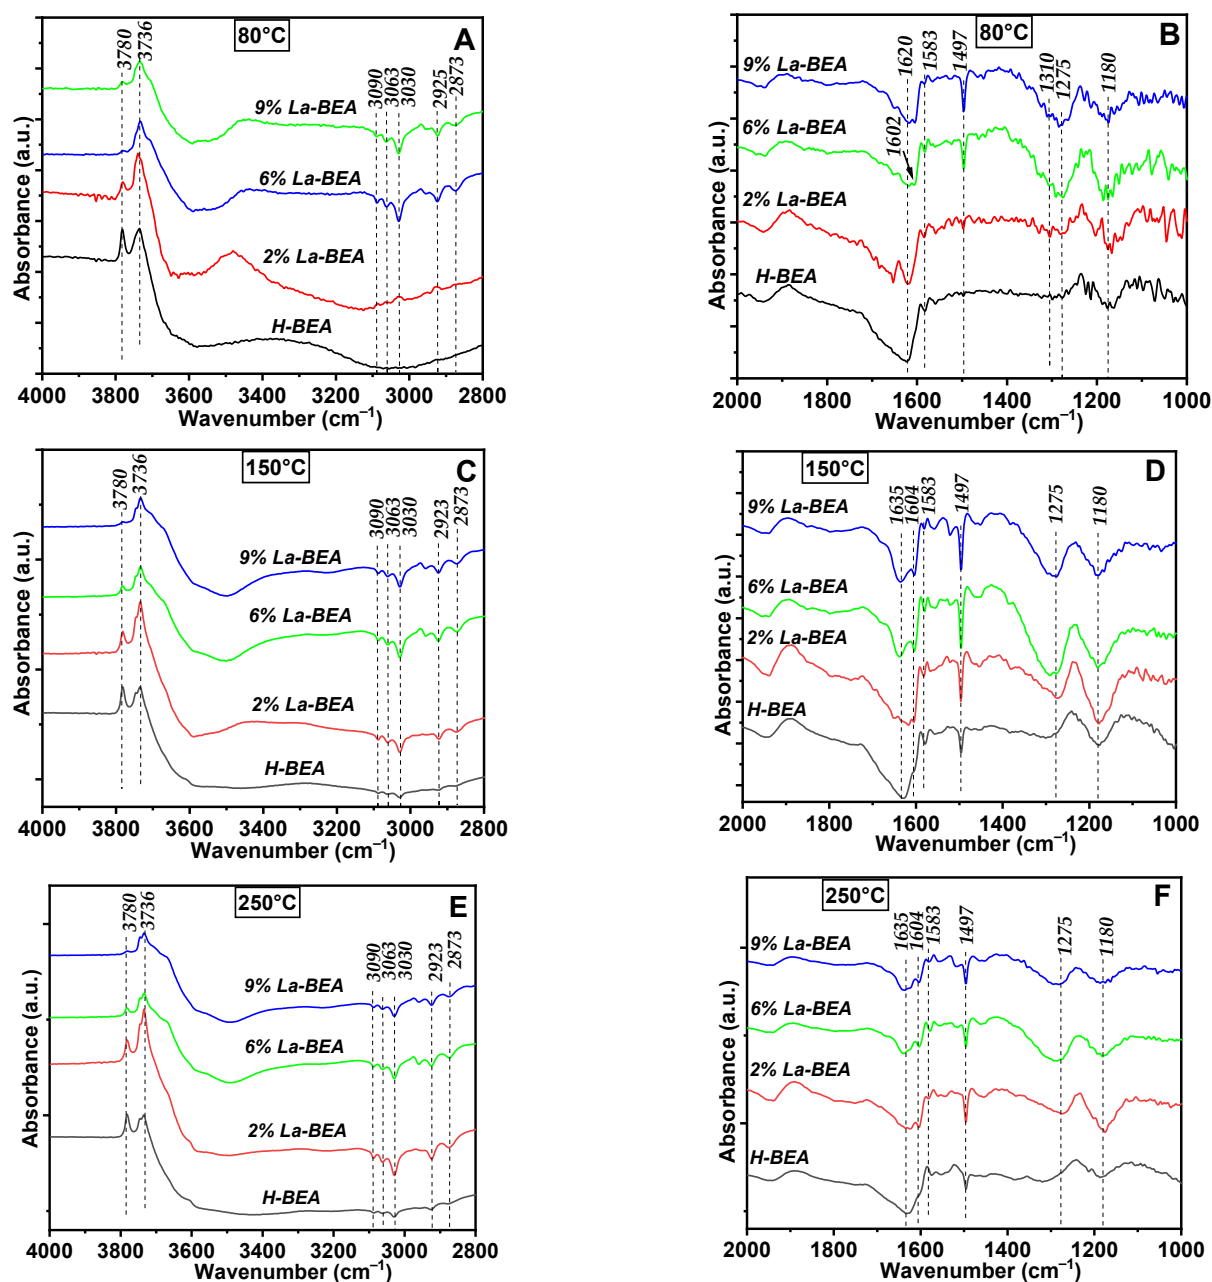 80°C
A
3780
3736
3090
3063
3030
2925
2873
9% La-BEA
6% La-BEA
2% La-BEA
H-BEA
Absorbance (a.u.)
4000 3800 3600 3400 3200 3000 2800
Wavenumber (cm⁻¹)
80°C
B
1620
1583
1497
1310
1275
1180
1602
9% La-BEA
6% La-BEA
2% La-BEA
H-BEA
Absorbance (a.u.)
2000 1800 1600 1400 1200 1000
Wavenumber (cm⁻¹)
150°C
C
3780
3736
3090
3063
3030
2923
2873
9% La-BEA
6% La-BEA
2% La-BEA
H-BEA
Absorbance (a.u.)
4000 3800 3600 3400 3200 3000 2800
Wavenumber (cm⁻¹)
150°C
D
1635
1604
1583
1497
1275
1180
9% La-BEA
6% La-BEA
2% La-BEA
H-BEA
Absorbance (a.u.)
2000 1800 1600 1400 1200 1000
Wavenumber (cm⁻¹)
250°C
E
3780
3736
3090
3063
3030
2923
2873
9% La-BEA
6% La-BEA
2% La-BEA
H-BEA
Absorbance (a.u.)
4000 3800 3600 3400 3200 3000 2800
Wavenumber (cm⁻¹)
250°C
F
1635
1604
1583
1497
1275
1180
9% La-BEA
6% La-BEA
2% La-BEA
H-BEA
Absorbance (a.u.)
2000 1800 1600 1400 1200 1000
Wavenumber (cm⁻¹)